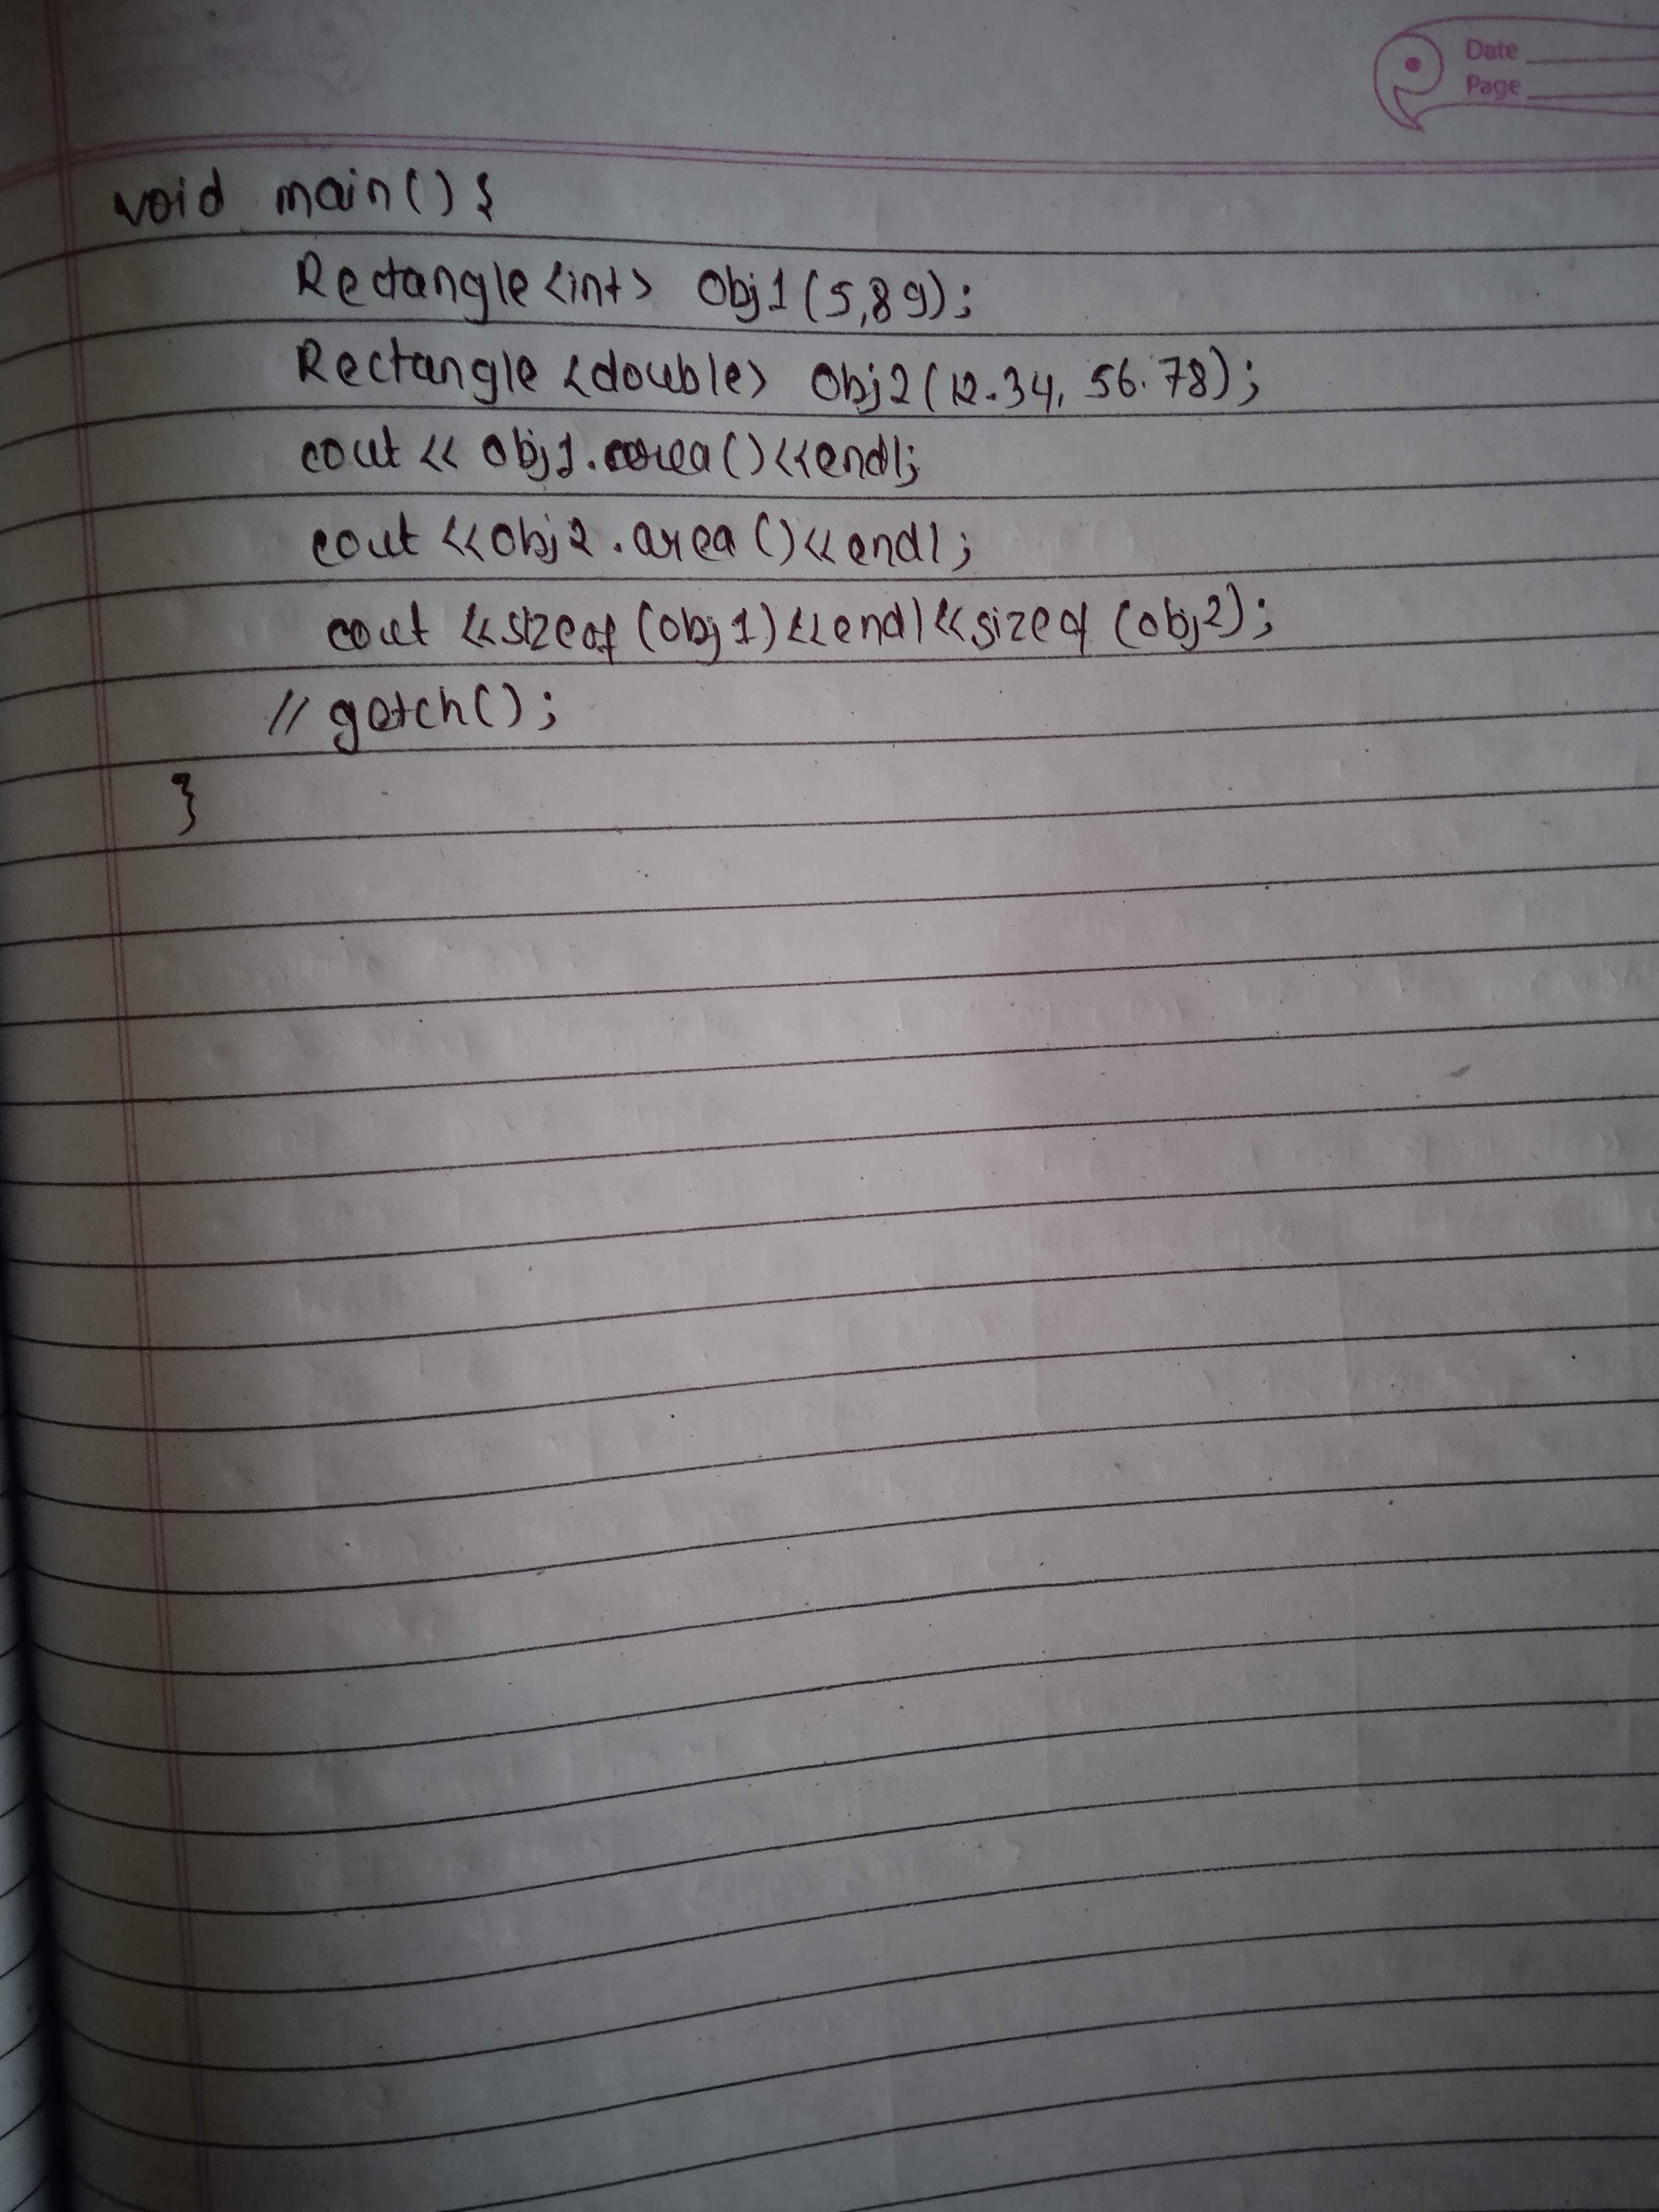 Date
Page
void main() {
Rectangle <int> Obj1 (5,89);
Rectangle <double> Obj2 (12.34, 56.78);
cout << Obj1.area()<<endl;
cout <<Obj2.area()<<endl;
cout <<sizeof (obj1)<<endl<<sizeof (obj2);
// getch();
}